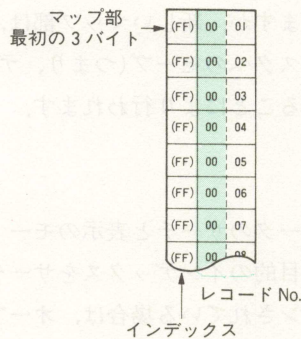 マップ部
最初の3バイト
(FF) 00 01
(FF) 00 02
(FF) 00 03
(FF) 00 04
(FF) 00 05
(FF) 00 06
(FF) 00 07
(FF) 00 08
レコードNo.
インデックス